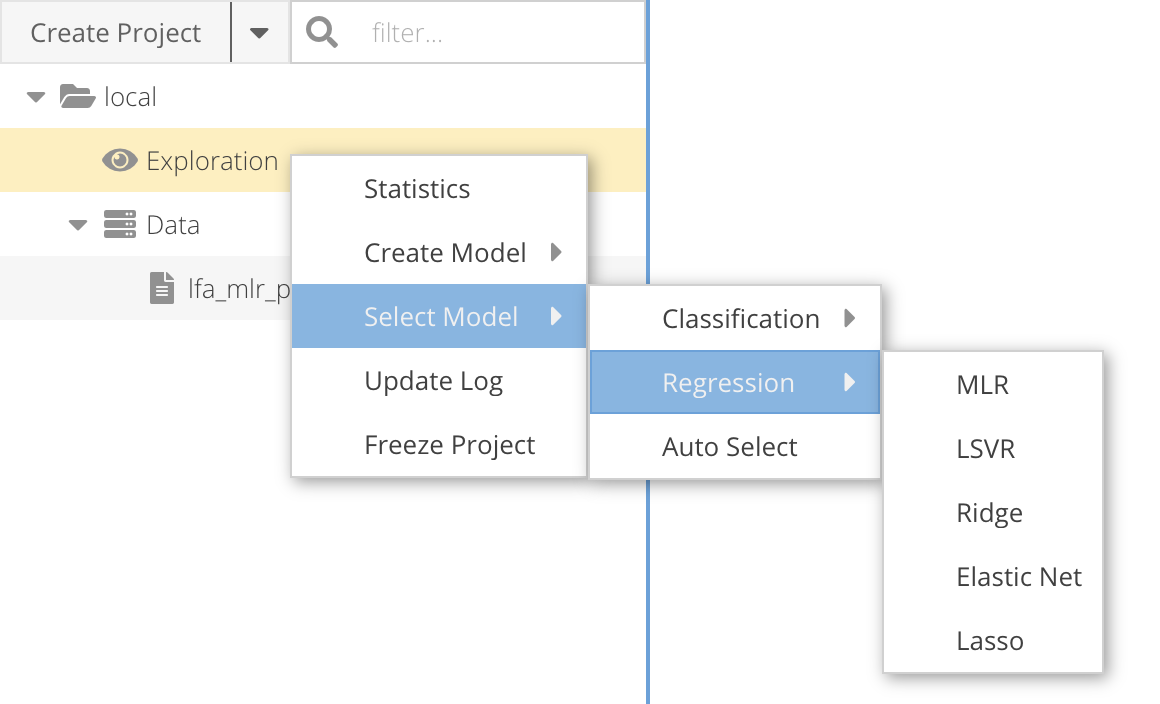 Create Project
filter...
local
Exploration
Data
lfa_mlr_p
Statistics
Create Model
Select Model
Update Log
Freeze Project
Classification
Regression
Auto Select
MLR
LSVR
Ridge
Elastic Net
Lasso